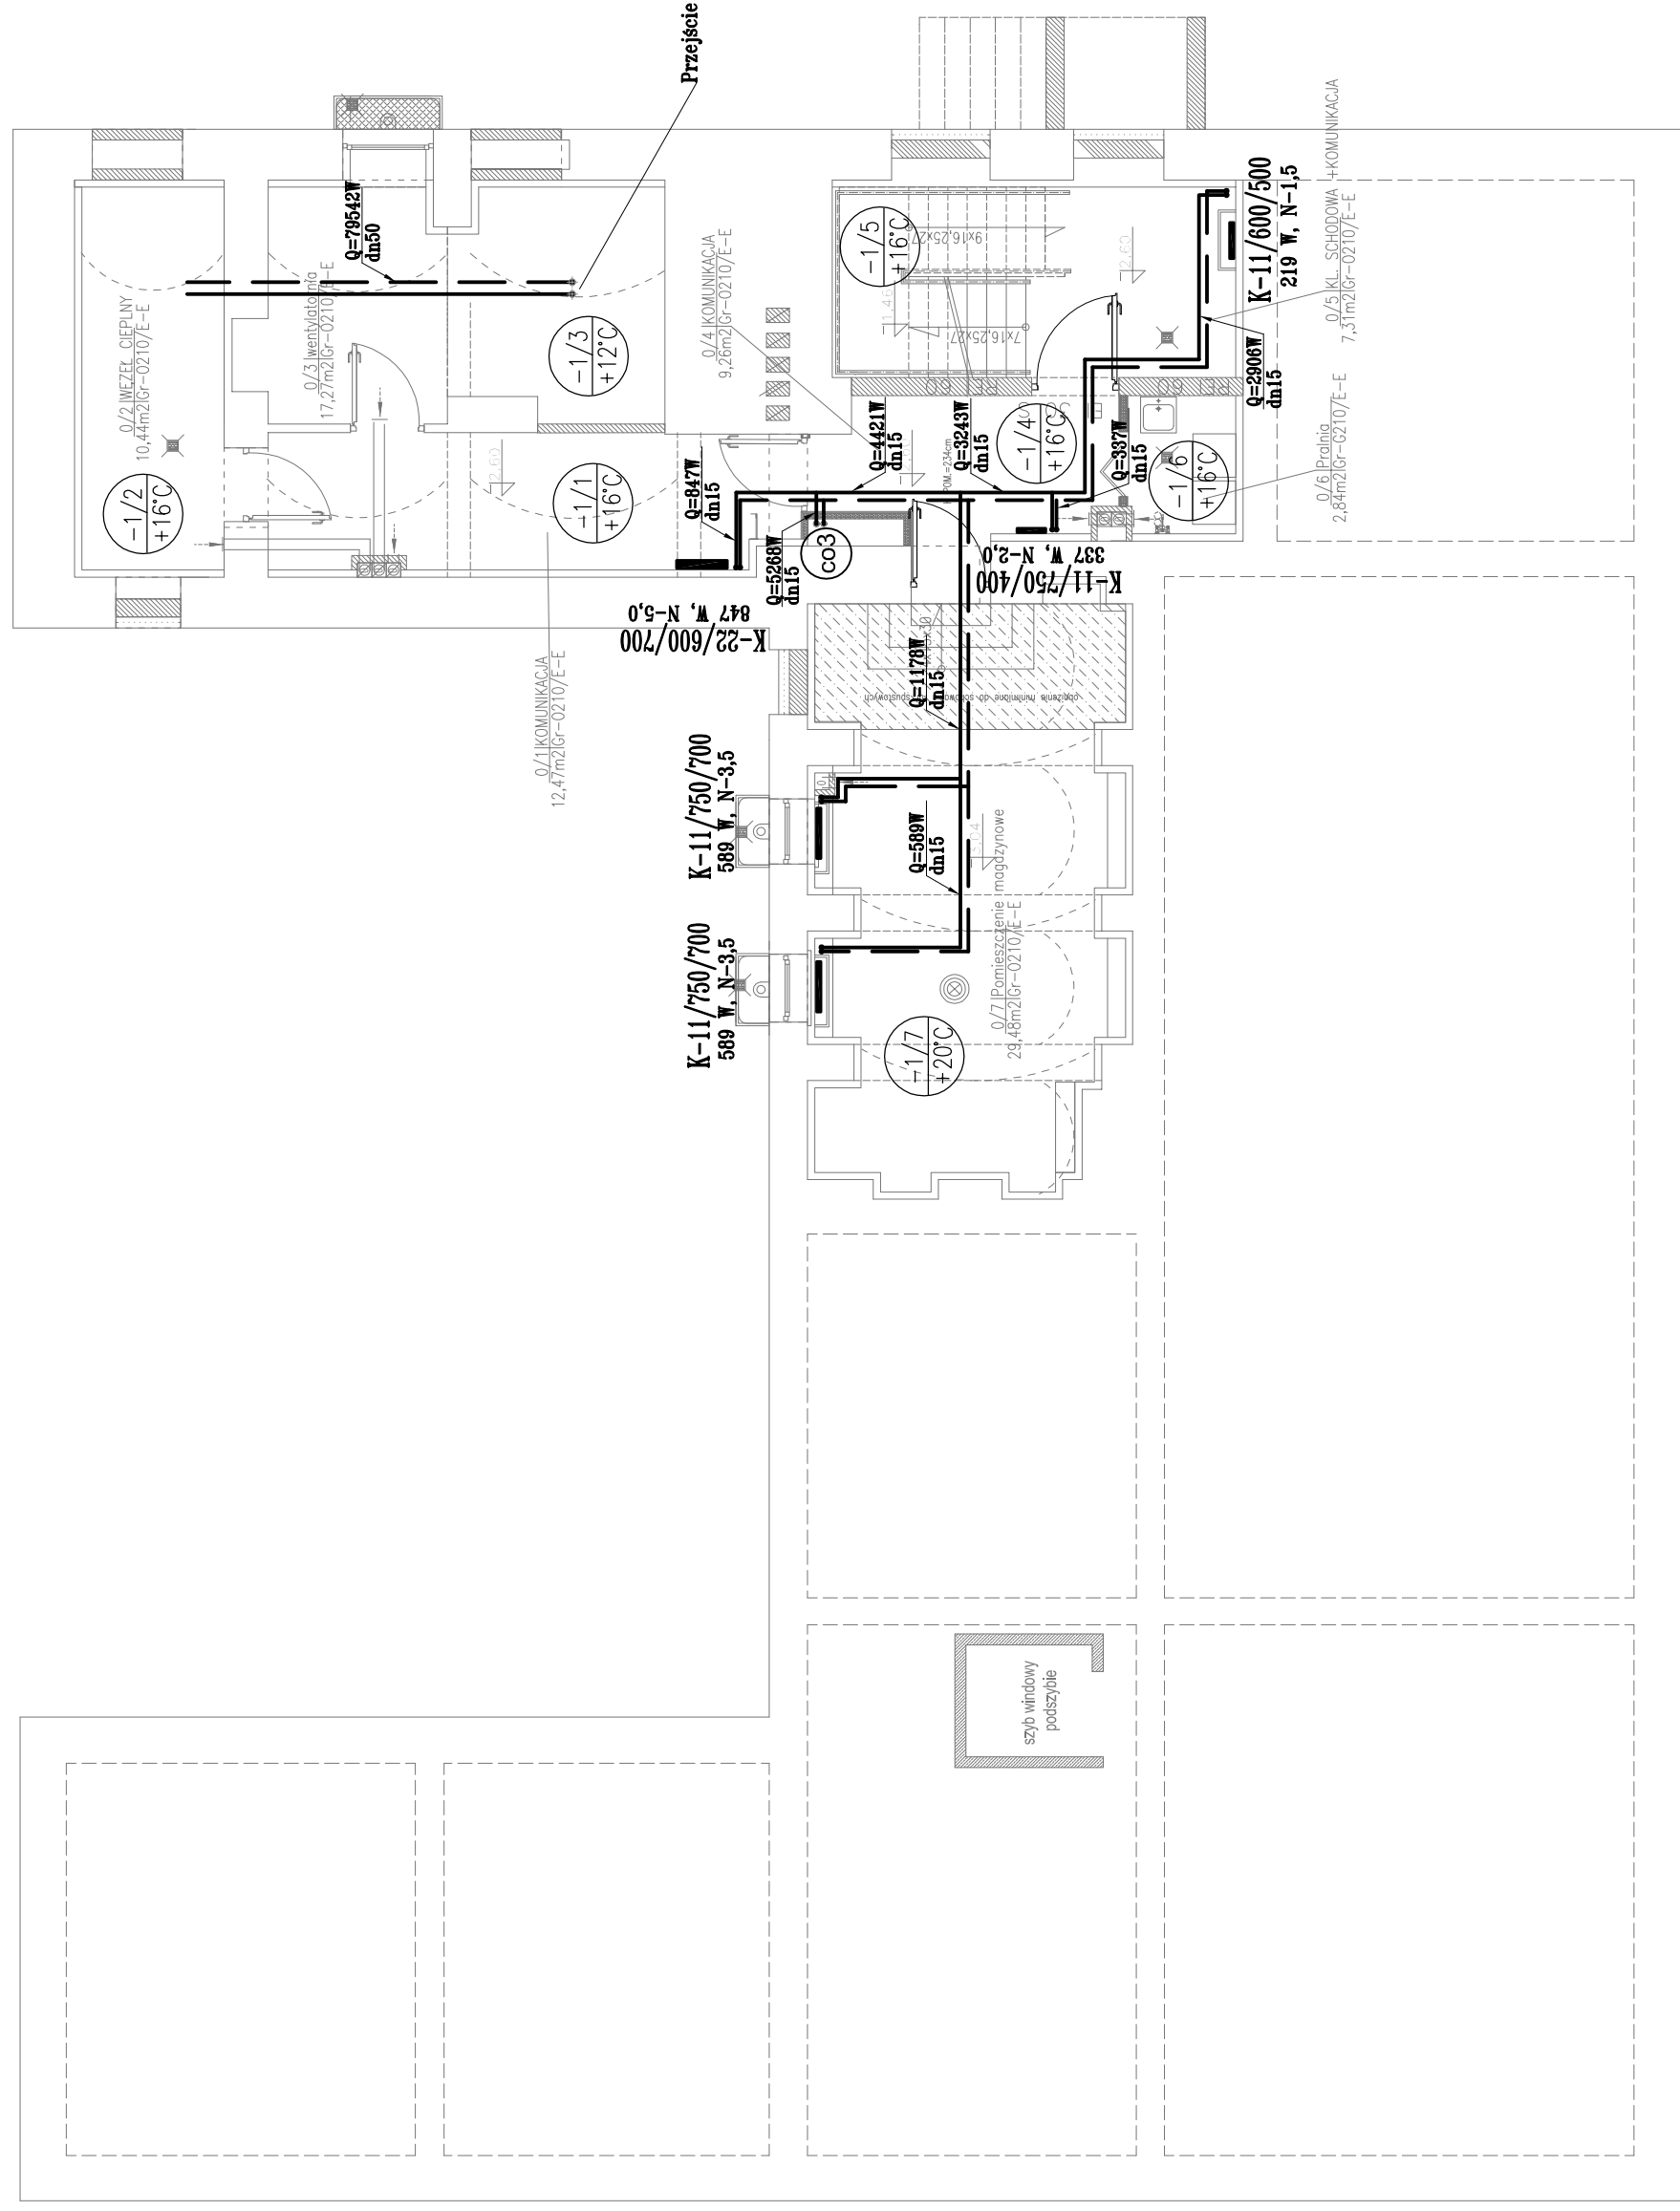 Przejście
0/2 WĘZEŁ CIEPLNY
10,44m2 Gr-0210/E-E
-1/2
+16°C
Q=79542W
dn50
0/3 wentylatornia
17,27m2 Gr-0210/E-E
-1/3
+12°C
0/4 KOMUNIKACJA
9,26m2 Gr-0210/E-E
-1/1
+16°C
Q=847W
dn15
K-22/600/700
847 W, N-5,0
0/1 KOMUNIKACJA
12,47m2 Gr-0210/E-E
Q=5268W
dn15
co3
Q=4421W
dn15
POM.=234cm
Q=3243W
dn15
-1/4
+16°C
-1/5
+16°C
9x16,25x27
7x16,25x27
Q=337W
dn15
K-11/750/400
337 W, N-2,0
-1/6
+16°C
0/6 Pralnia
2,84m2 Gr-G210/E-E
Q=2906W
dn15
K-11/600/500
219 W, N-1,5
0/5 KL. SCHODOWA +KOMUNIKACJA
7,31m2 Gr-0210/E-E
Q=1178W
dn15
K-11/750/700
589 W, N-3,5
K-11/750/700
589 W, N-3,5
Q=589W
dn15
0/7 Pomieszczenie magazynowe
29,48m2 Gr-0210/E-E
-1/7
+20°C
szyb windowy
podszybie